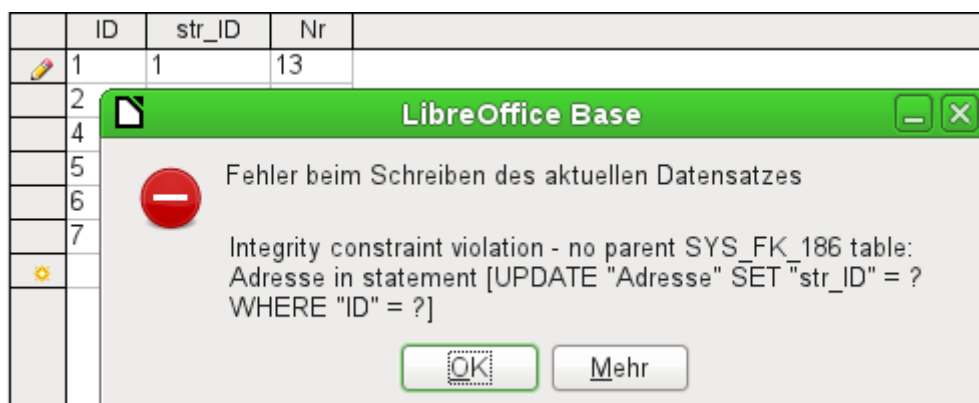 ID str_ID Nr
1 1 13
2
4
5
6
7
LibreOffice Base
Fehler beim Schreiben des aktuellen Datensatzes
Integrity constraint violation - no parent SYS_FK_186 table:
Adresse in statement [UPDATE "Adresse" SET "str_ID" = ?
WHERE "ID" = ?]
OK Mehr